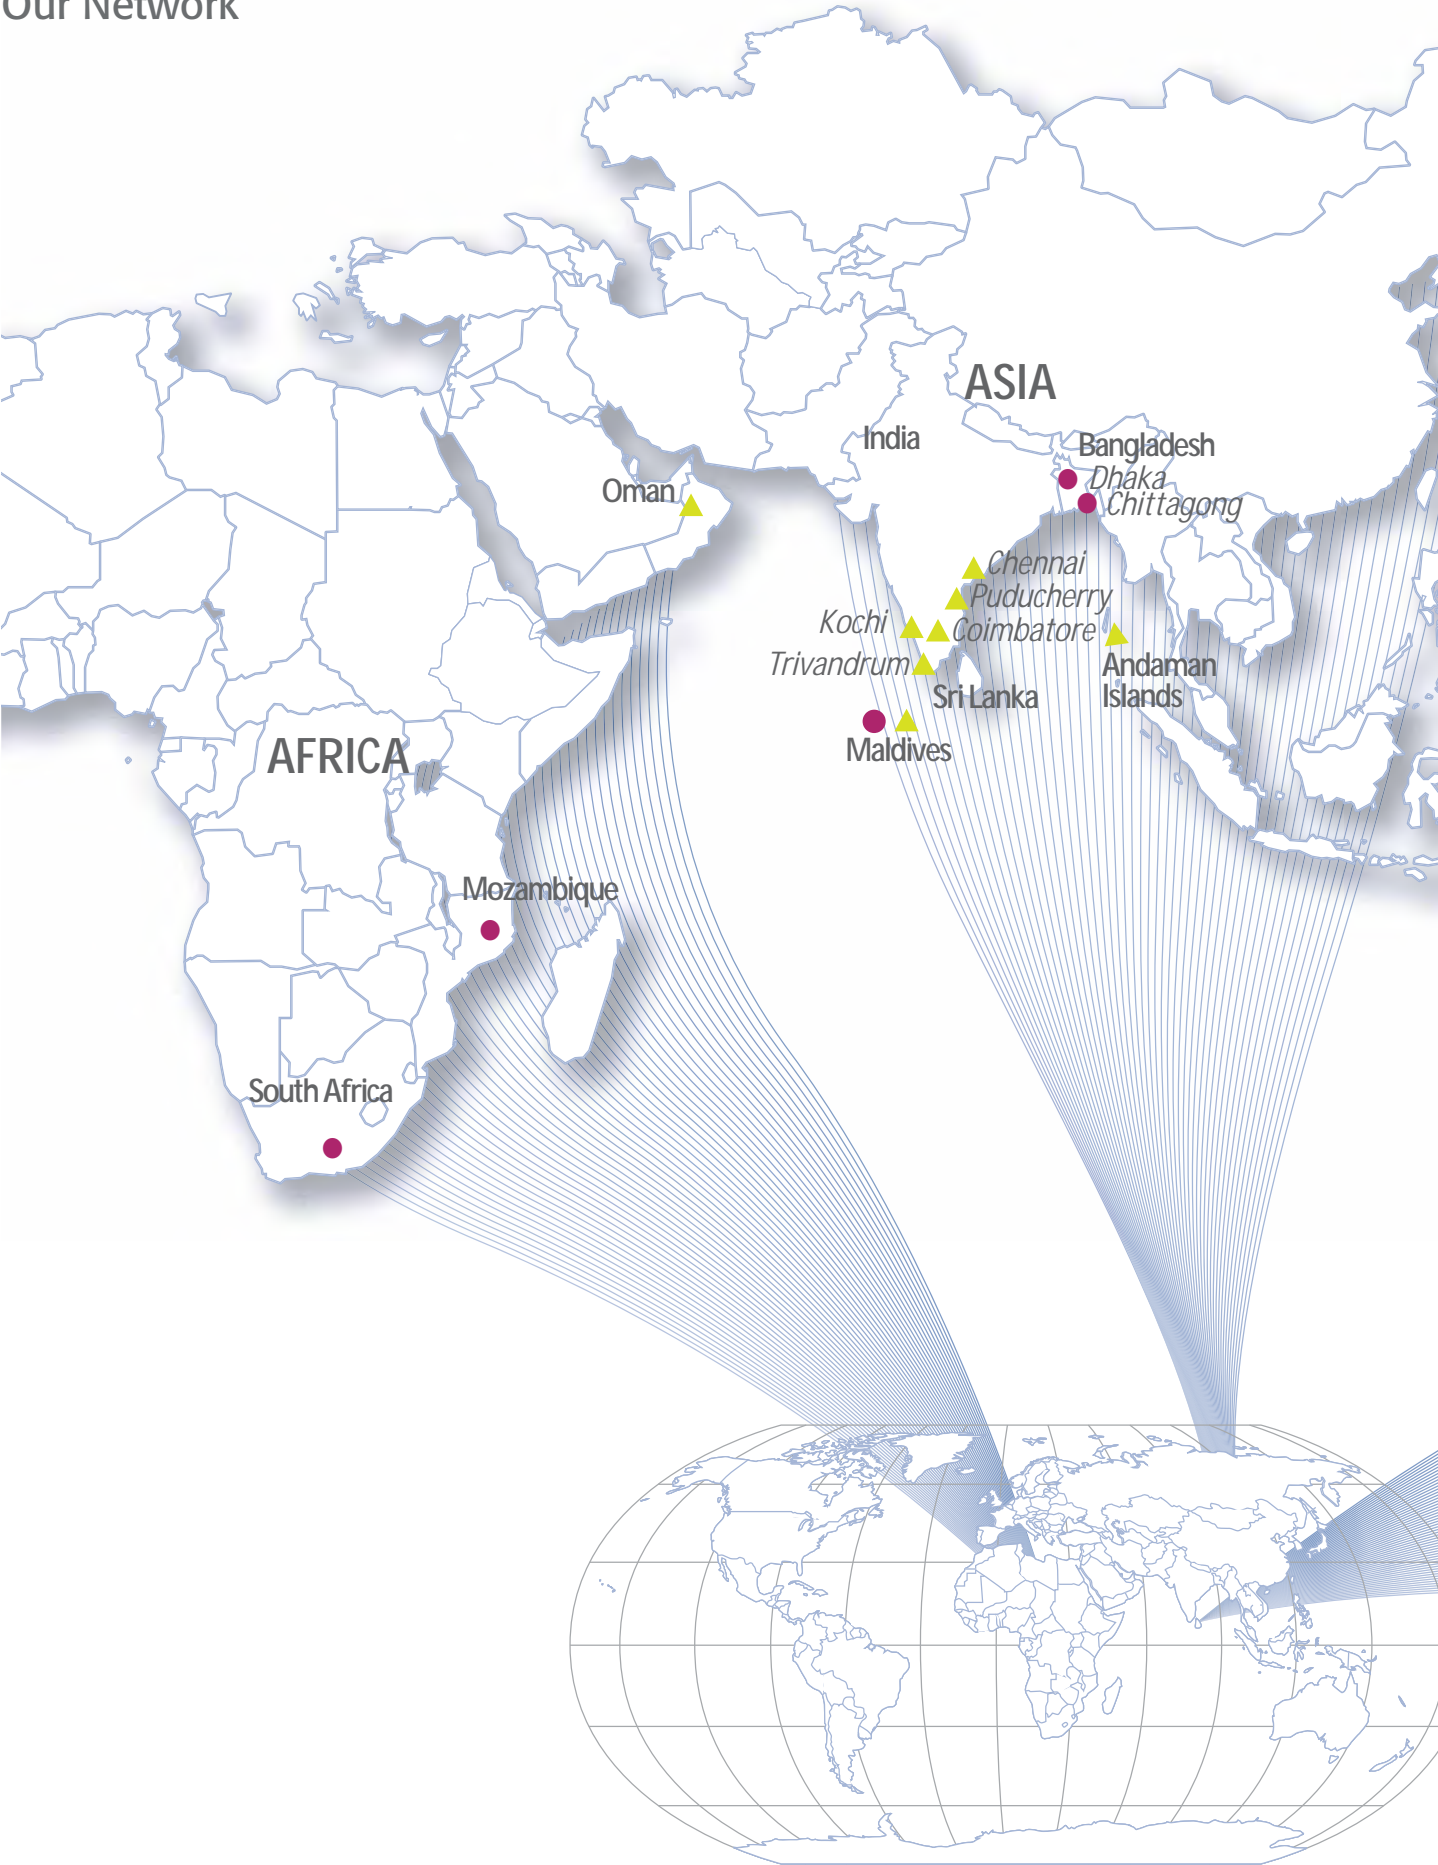 Our Network
ASIA
India
Bangladesh
Dhaka
Chittagong
Oman
Chennai
Puducherry
Kochi
Coimbatore
Trivandrum
Andaman
Islands
Sri Lanka
Maldives
AFRICA
Mozambique
South Africa